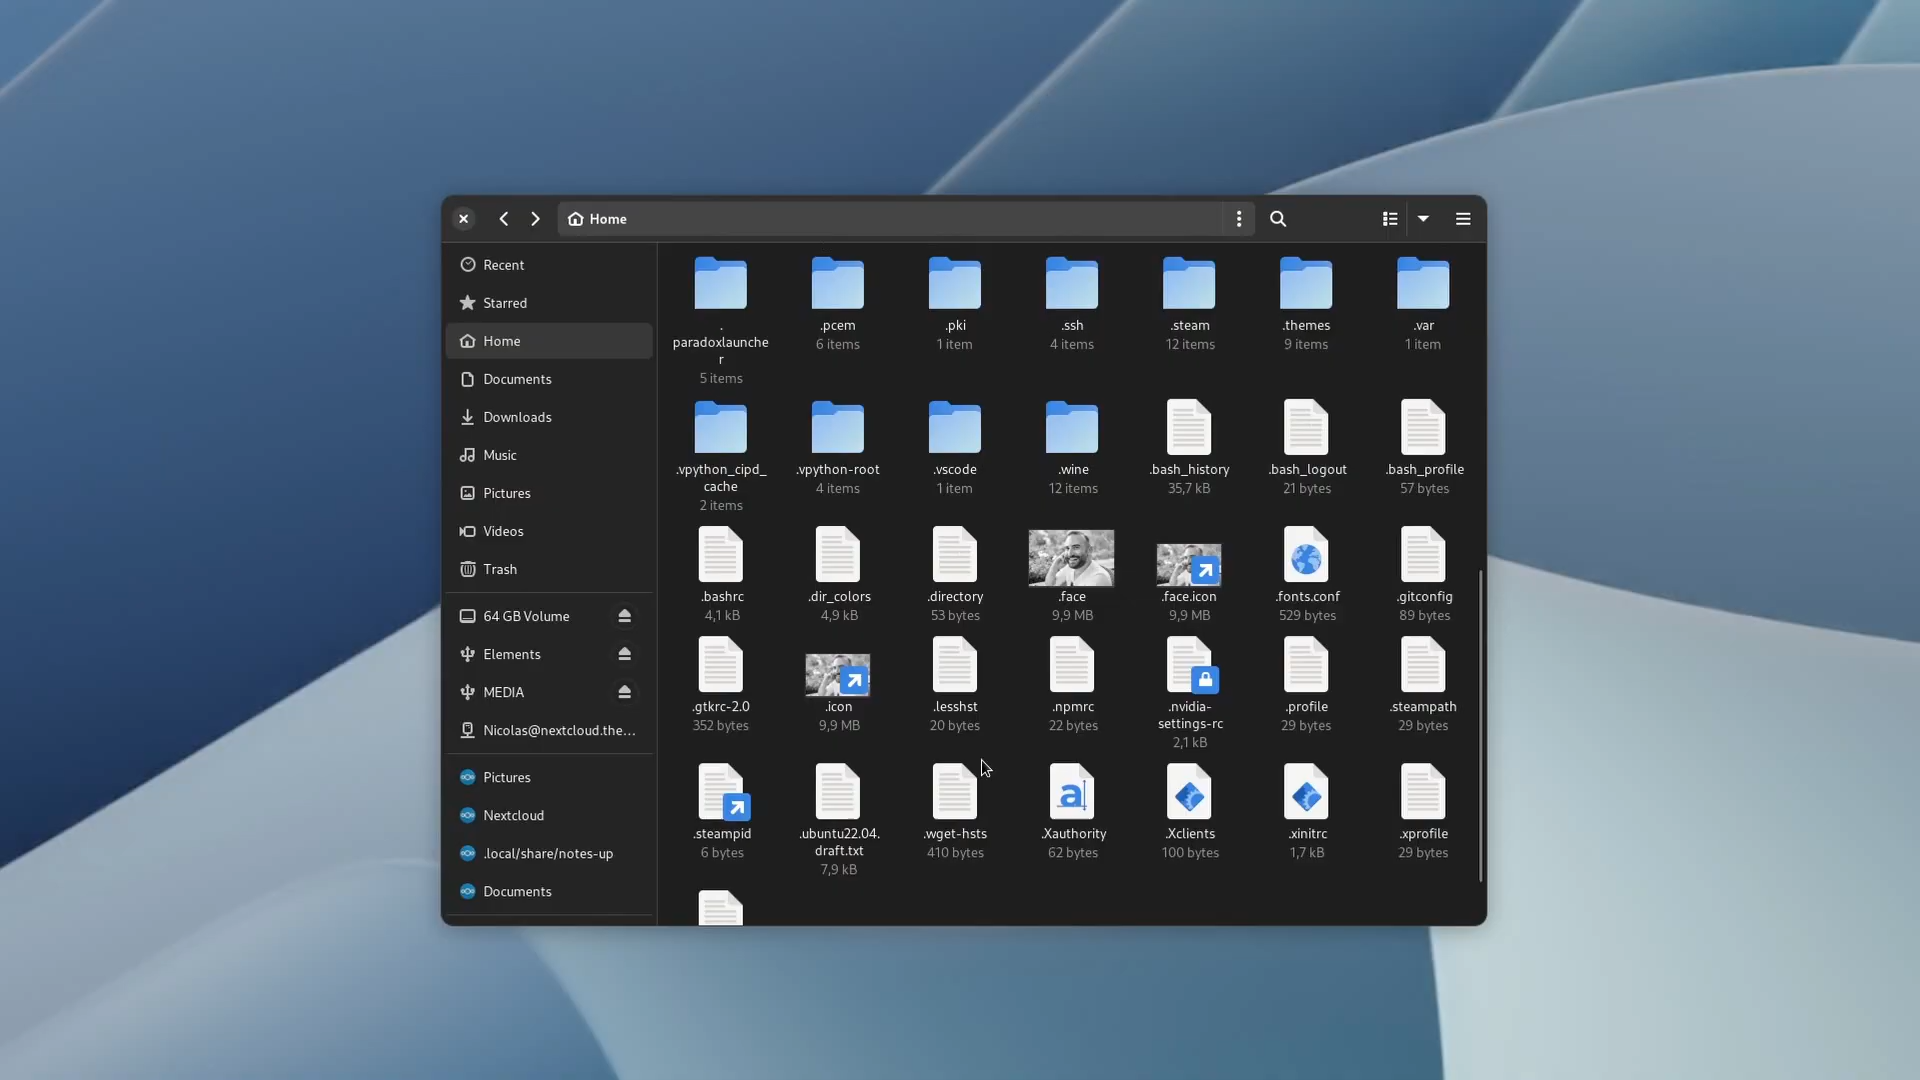 Home
Recent
Starred
Home
Documents
Downloads
Music
Pictures
Videos
Trash
64 GB Volume
Elements
MEDIA
Nicolas@nextcloud.the…
Pictures
Nextcloud
.local/share/notes-up
Documents
. .pcem .pki .ssh .steam .themes .var
paradoxlaunche 6 items 1 item 4 items 12 items 9 items 1 item
r
5 items
.vpython_cipd_ .vpython-root .vscode .wine .bash_history .bash_logout .bash_profile
cache 4 items 1 item 12 items 35,7 kB 21 bytes 57 bytes
2 items
.bashrc .dir_colors .directory .face .face.icon .fonts.conf .gitconfig
4,1 kB 4,9 kB 53 bytes 9,9 MB 9,9 MB 529 bytes 89 bytes
.gtkrc-2.0 .icon .lesshst .npmrc .nvidia- .profile .steampath
352 bytes 9,9 MB 20 bytes 22 bytes settings-rc 29 bytes 29 bytes
2,1 kB
.steampid .ubuntu22.04. .wget-hsts .Xauthority .Xclients .xinitrc .xprofile
6 bytes draft.txt 410 bytes 62 bytes 100 bytes 1,7 kB 29 bytes
7,9 kB